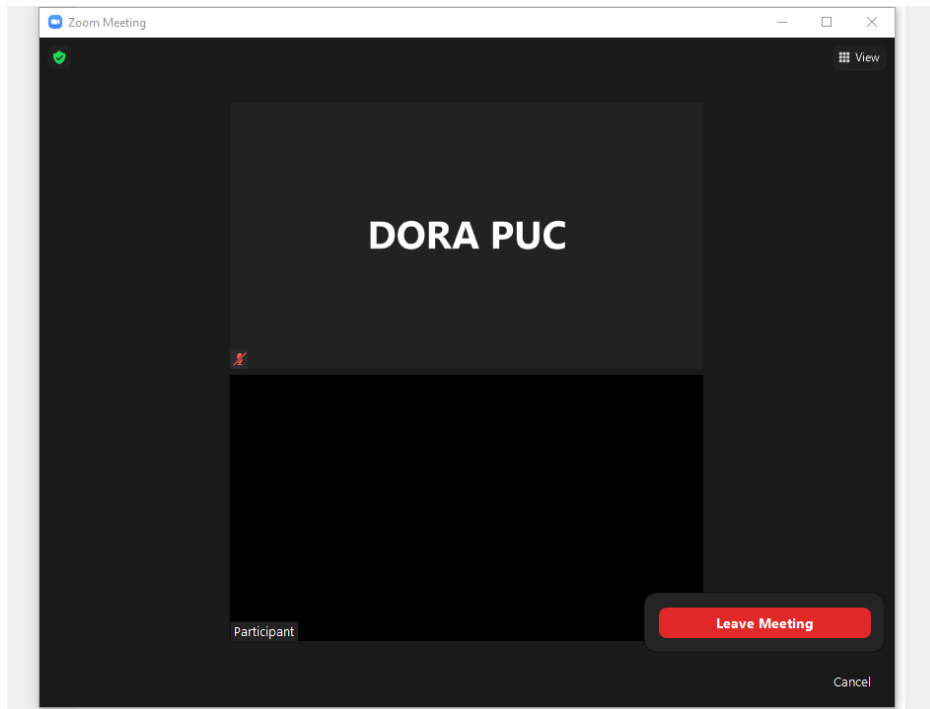 Zoom Meeting
View
DORA PUC
Participant
Leave Meeting
Cancel